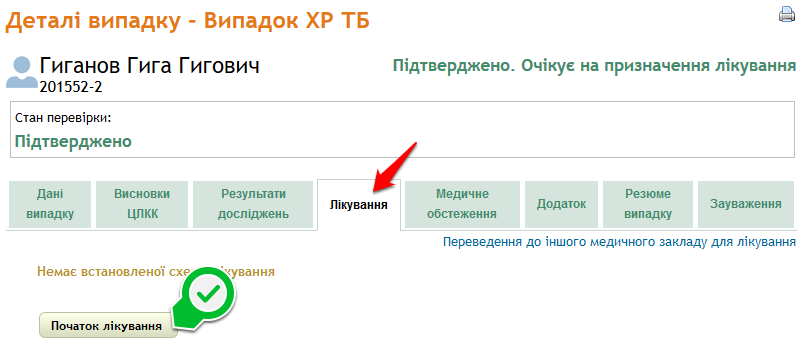 Деталі випадку - Випадок ХР ТБ
Гиганов Гига Гигович
201552-2
Підтверджено. Очікує на призначення лікування
Стан перевірки:
Підтверджено
Дані випадку
Висновки ЦЛКК
Результати досліджень
Лікування
Медичне обстеження
Додаток
Резюме випадку
Зауваження
Переведення до іншого медичного закладу для лікування
Немає встановленої схеми лікування
Початок лікування